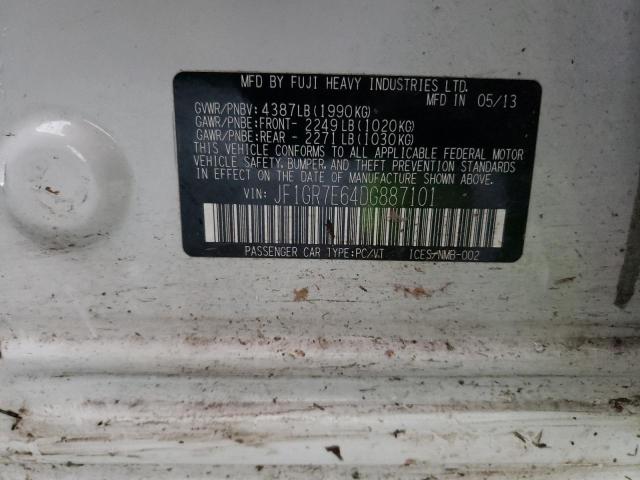 MFD BY FUJI HEAVY INDUSTRIES LTD.
MFD IN 05/13
GVWR/PNBV: 4387LB(1990KG)
GAWR/PNBE:FRONT- 2249LB(1020KG)
GAWR/PNBE:REAR - 2271LB(1030KG)
THIS VEHICLE CONFORMS TO ALL APPLICABLE FEDERAL MOTOR
VEHICLE SAFETY, BUMPER, AND THEFT PREVENTION STANDARDS
IN EFFECT ON THE DATE OF MANUFACTURE SHOWN ABOVE.
VIN: JF1GR7E64DG887101
PASSENGER CAR TYPE:PC/V.T ICES/NMB-002